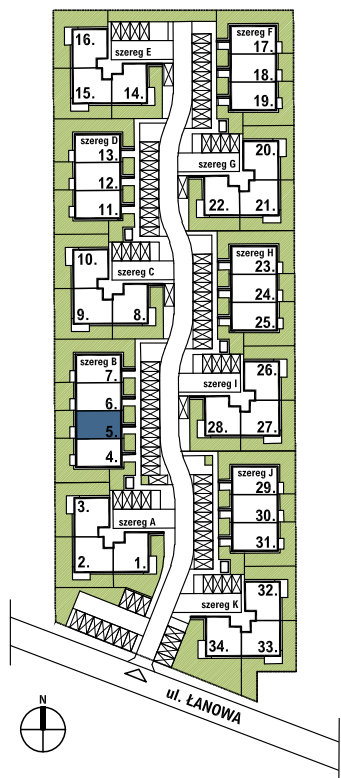 16.
szereg E
15.
14.
szereg F
17.
18.
19.
szereg D
13.
12.
11.
szereg G
20.
22.
21.
10.
szereg C
9.
8.
szereg H
23.
24.
25.
szereg B
7.
6.
5.
4.
26.
szereg I
28.
27.
3.
szereg A
2.
1.
szereg J
29.
30.
31.
szereg K
32.
34.
33.
ul. ŁANOWA
N